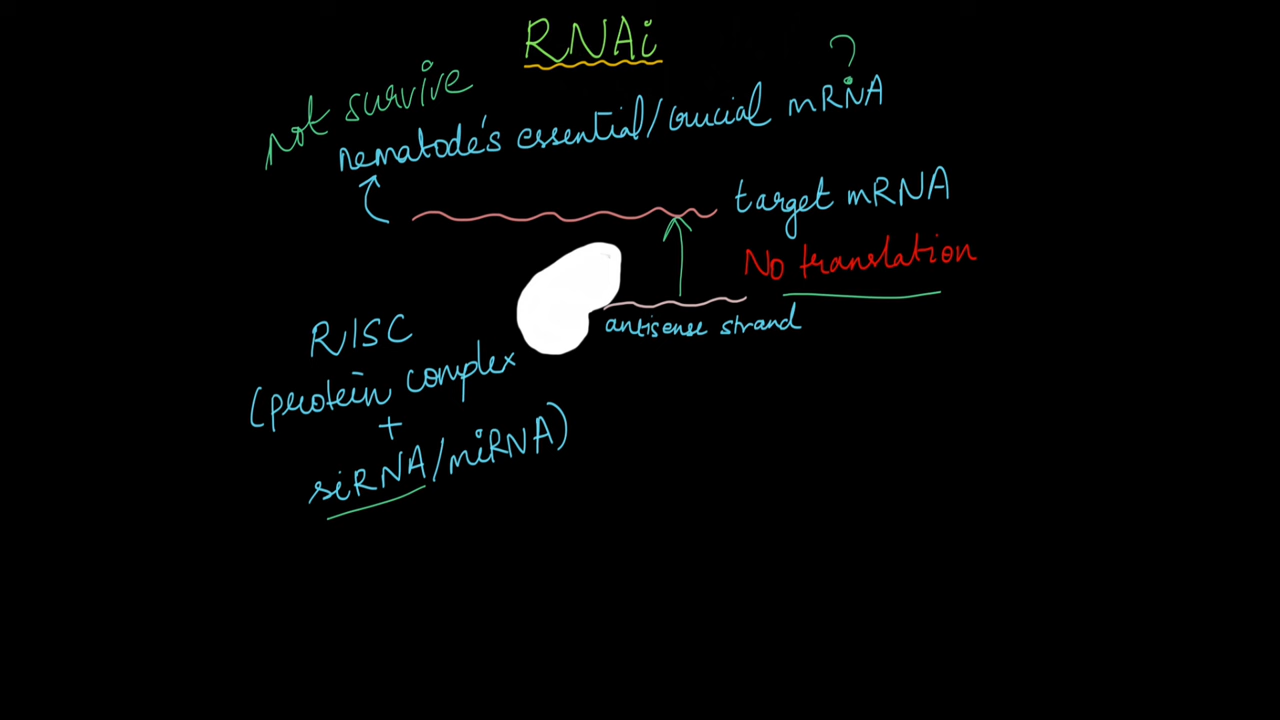 RNAi
?
not survive
nematode's essential/crucial mRNA
target mRNA
No translation
antisense strand
RISC
(protein complex
+
siRNA/miRNA)